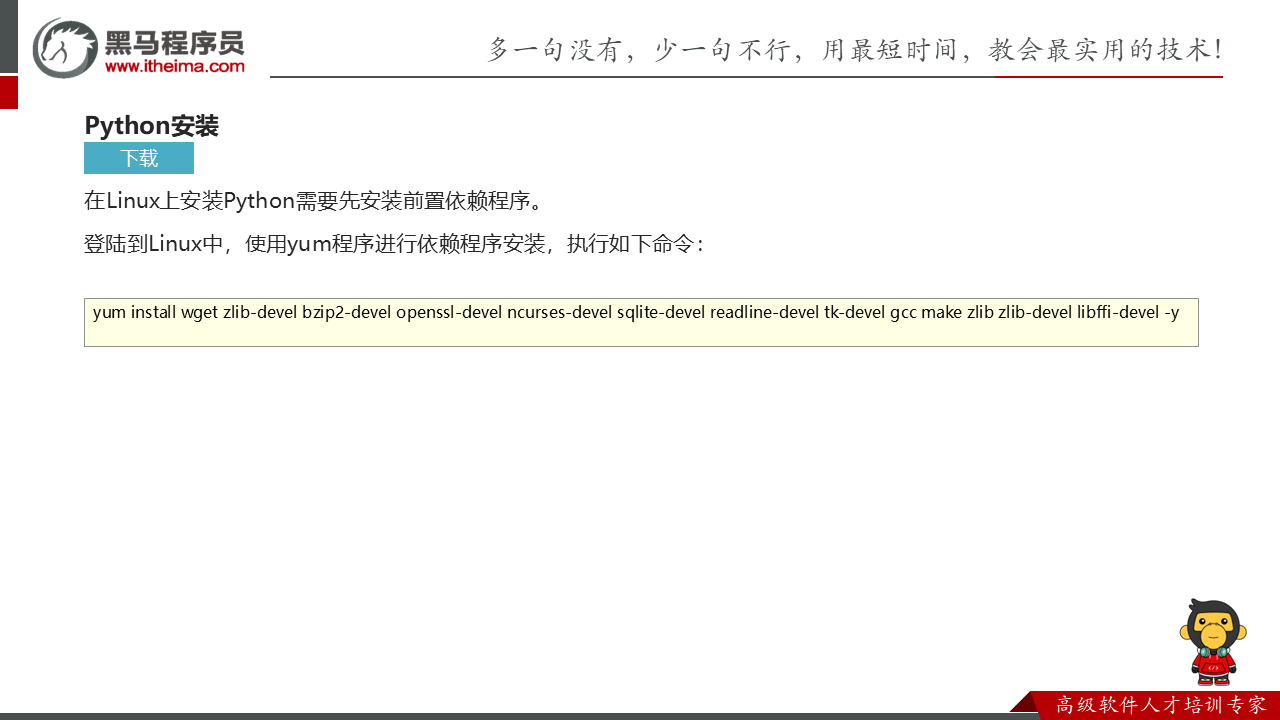 黑马程序员
www.itheima.com
多一句没有，少一句不行，用最短时间，教会最实用的技术！
Python安装
下载
在Linux上安装Python需要先安装前置依赖程序。
登陆到Linux中，使用yum程序进行依赖程序安装，执行如下命令：
yum install wget zlib-devel bzip2-devel openssl-devel ncurses-devel sqlite-devel readline-devel tk-devel gcc make zlib zlib-devel libffi-devel -y
高级软件人才培训专家